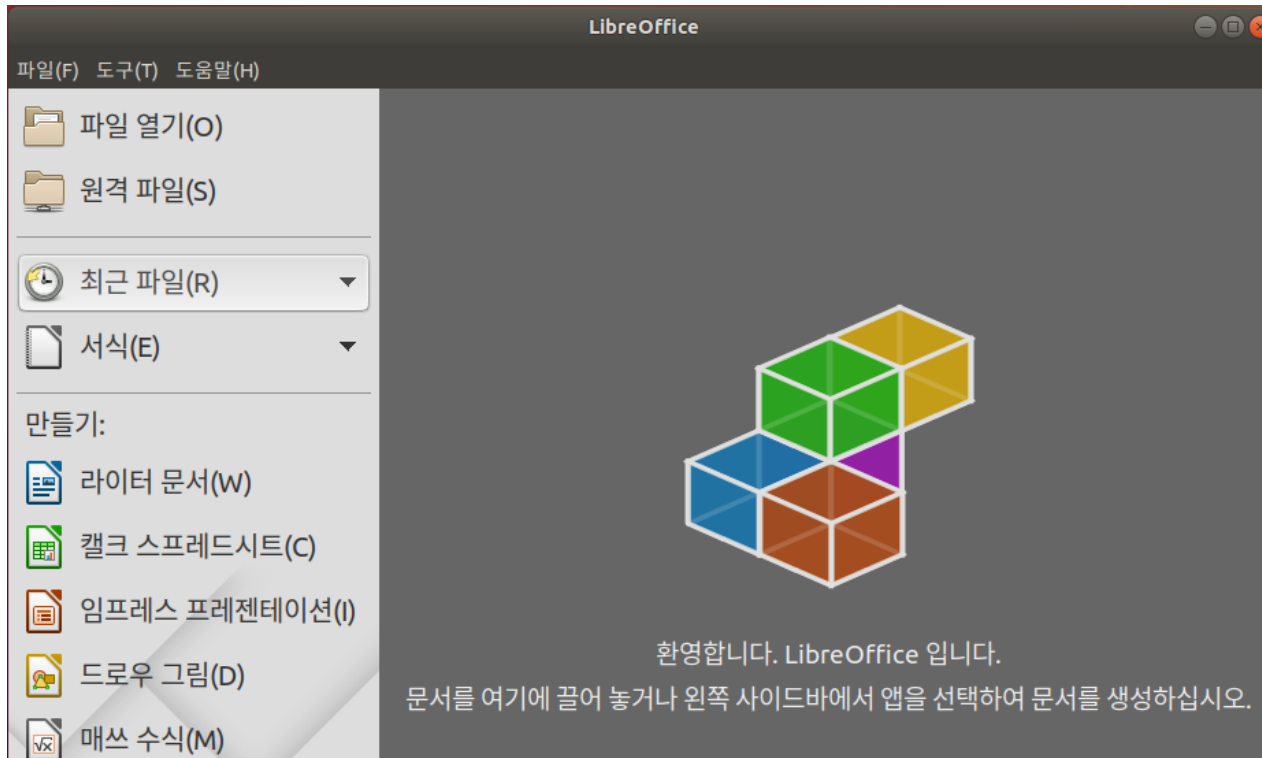 LibreOffice
파일(F) 도구(T) 도움말(H)
파일 열기(O)
원격 파일(S)
최근 파일(R)
서식(E)
만들기:
라이터 문서(W)
캘크 스프레드시트(C)
임프레스 프레젠테이션(I)
드로우 그림(D)
매쓰 수식(M)
환영합니다. LibreOffice 입니다.
문서를 여기에 끌어 놓거나 왼쪽 사이드바에서 앱을 선택하여 문서를 생성하십시오.